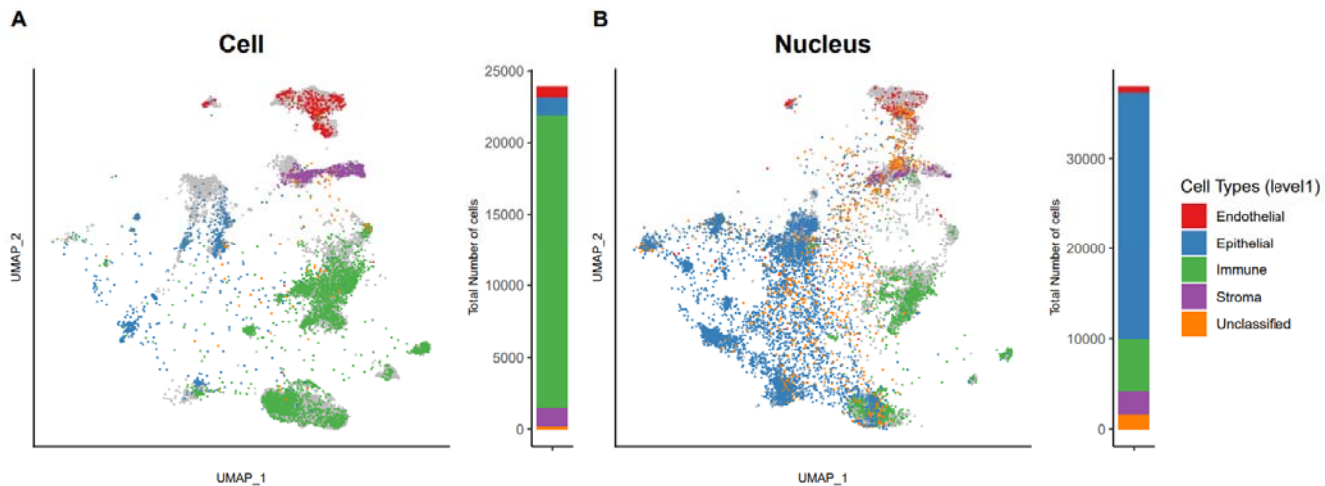 A
Cell
UMAP_2
UMAP_1
Total Number of cells
25000
20000
15000
10000
5000
0
B
Nucleus
UMAP_2
UMAP_1
Total Number of cells
30000
20000
10000
0
Cell Types (level1)
Endothelial
Epithelial
Immune
Stroma
Unclassified